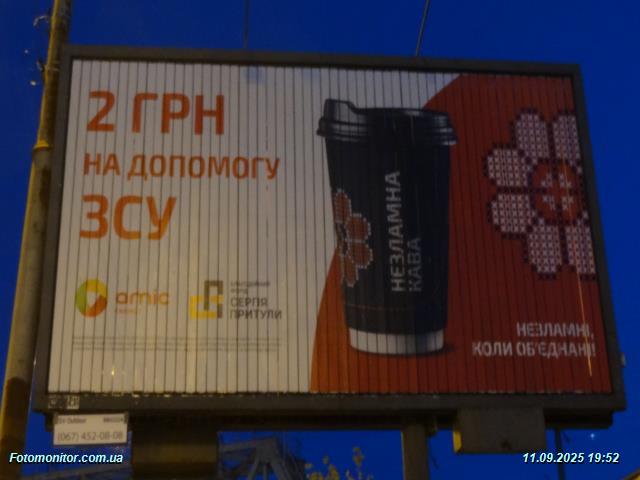 2 ГРН
НА ДОПОМОГУ
ЗСУ
amic
СЕРГІЯ
ПРИТУЛИ
НЕЗЛАМНА
КАВА
НЕЗЛАМНІ,
КОЛИ ОБ'ЄДНАНІ!
(067) 452-08-08
Fotomonitor.com.ua
11.09.2025 19:52